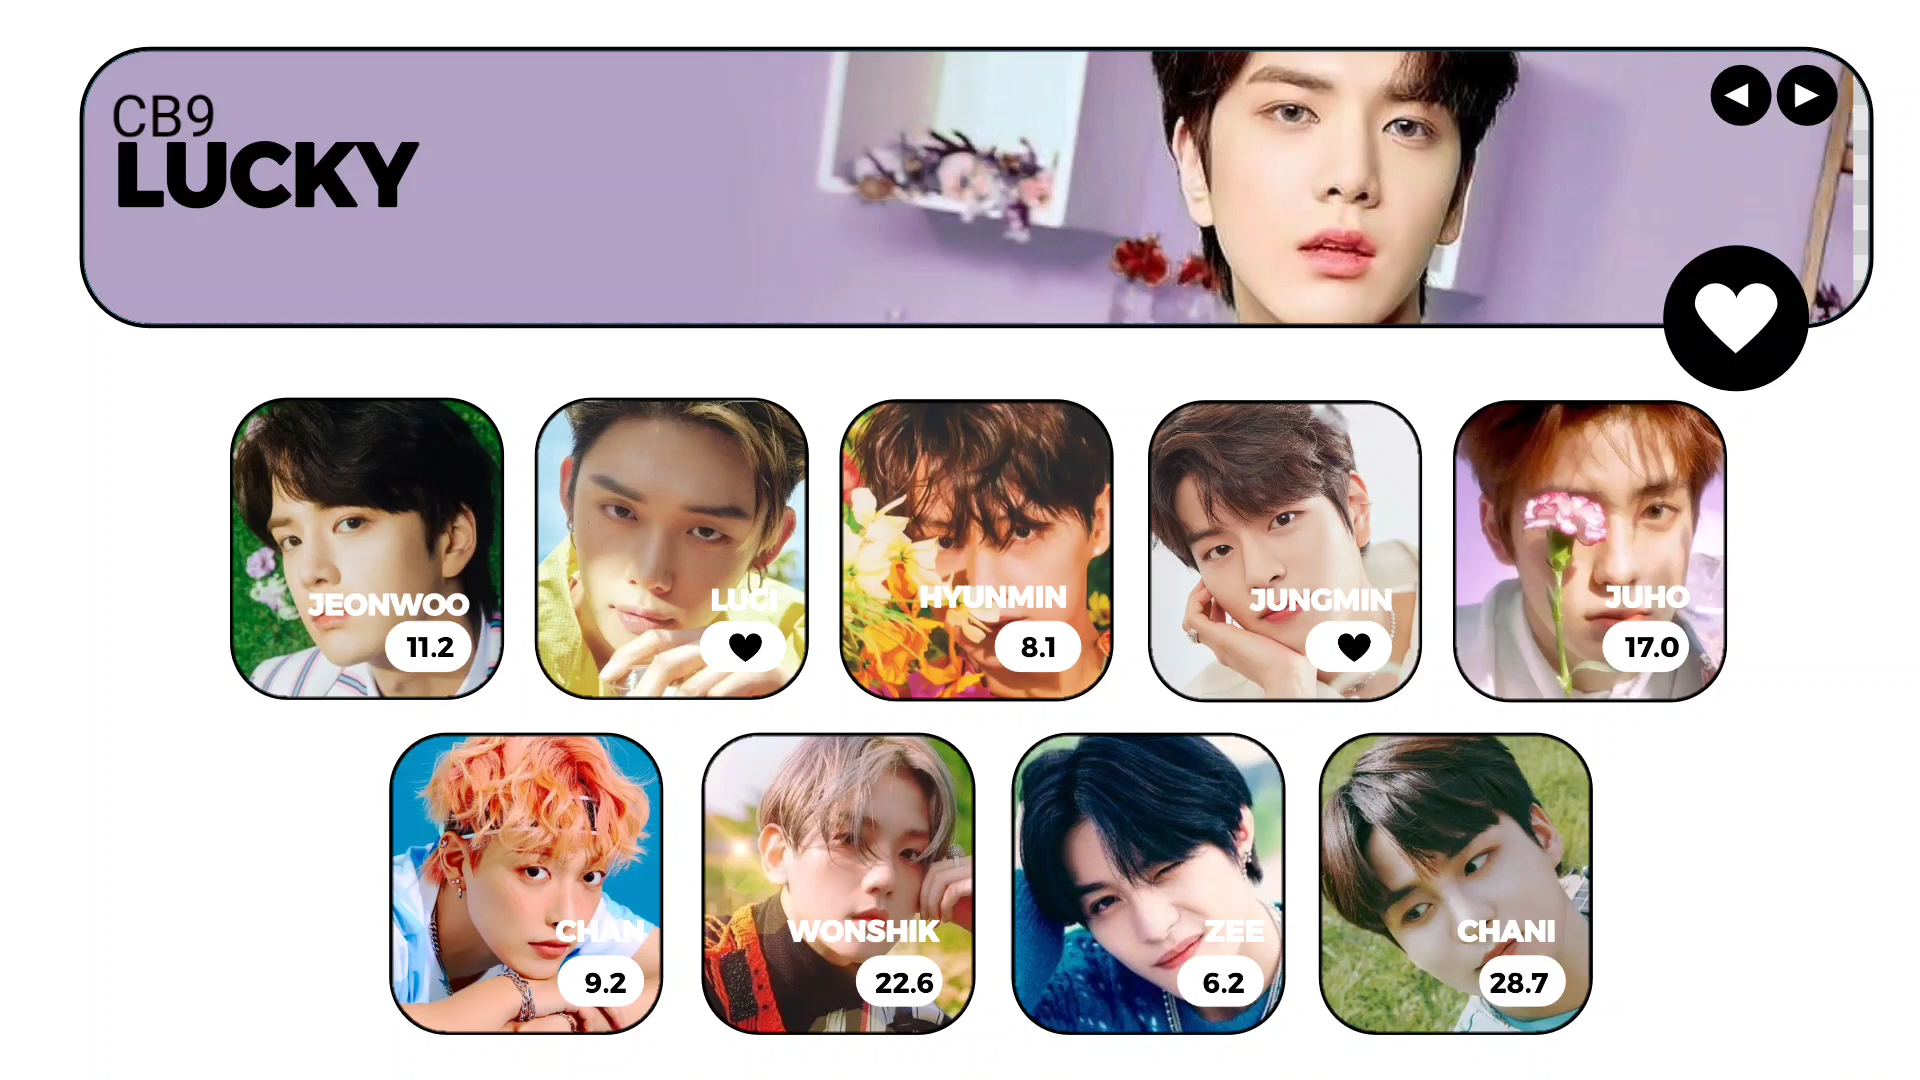 CB9
LUCKY
JEONWOO
11.2
LUCI
HYUNMIN
8.1
JUNGMIN
JUHO
17.0
CHAN
9.2
WONSHIK
22.6
ZEE
6.2
CHANI
28.7